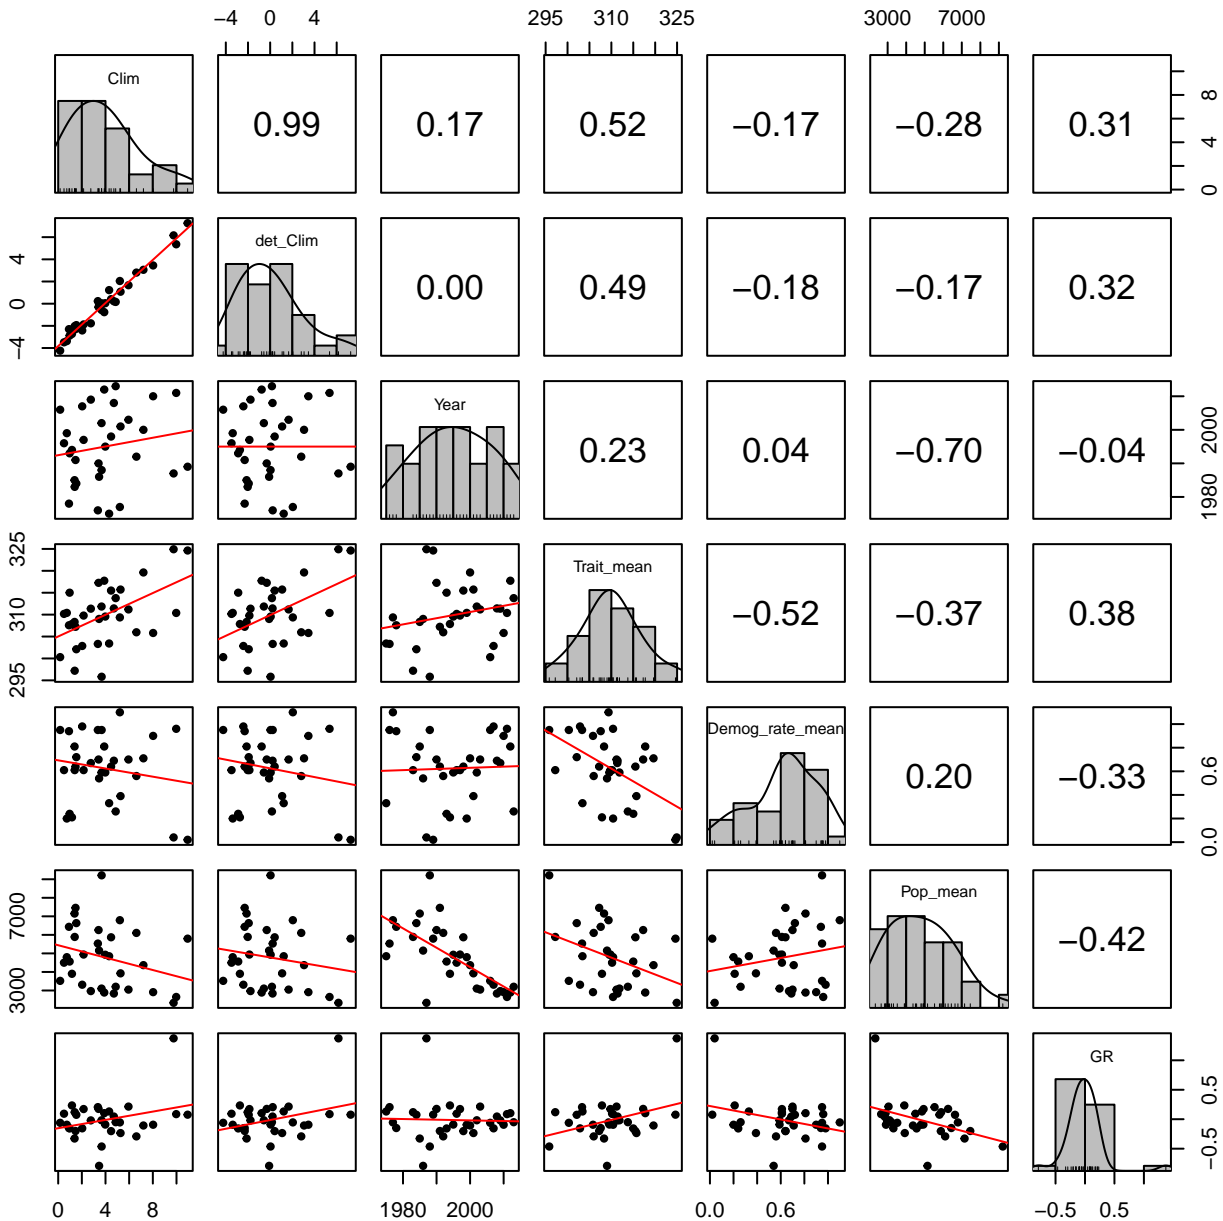 −4 0 4 295 310 325 3000 7000
Clim
0.99
0.17
0.52
−0.17
−0.28
0.31
0 4 8
−4 0 4
det_Clim
0.00
0.49
−0.18
−0.17
0.32
Year
0.23
0.04
−0.70
−0.04
1980 2000
295 310 325
Trait_mean
−0.52
−0.37
0.38
Demog_rate_mean
0.20
−0.33
0.0 0.6
3000 7000
Pop_mean
−0.42
GR
−0.5 0.5
0 4 8 1980 2000 0.0 0.6 −0.5 0.5